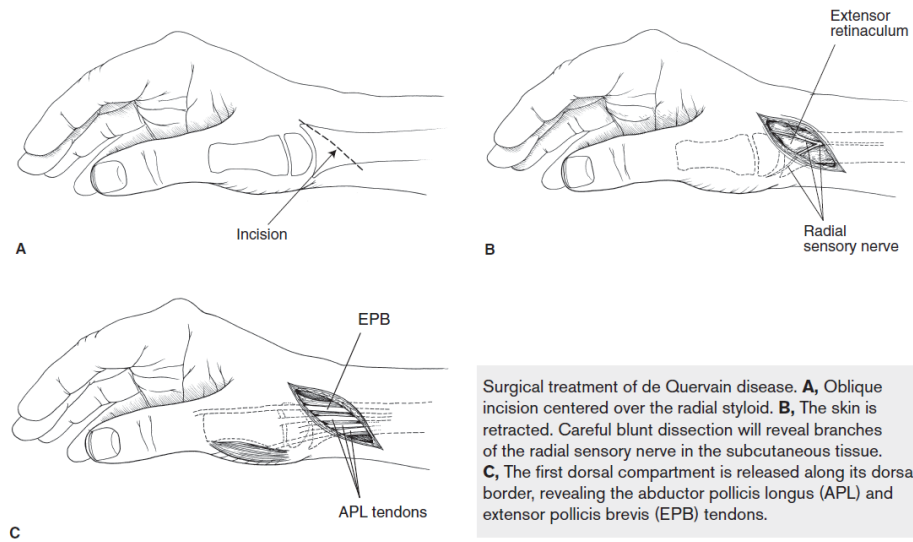 Extensor
retinaculum
Incision
A
Radial
sensory nerve
B
EPB
APL tendons
C
Surgical treatment of de Quervain disease. A, Oblique
incision centered over the radial styloid. B, The skin is
retracted. Careful blunt dissection will reveal branches
of the radial sensory nerve in the subcutaneous tissue.
C, The first dorsal compartment is released along its dorsa
border, revealing the abductor pollicis longus (APL) and
extensor pollicis brevis (EPB) tendons.